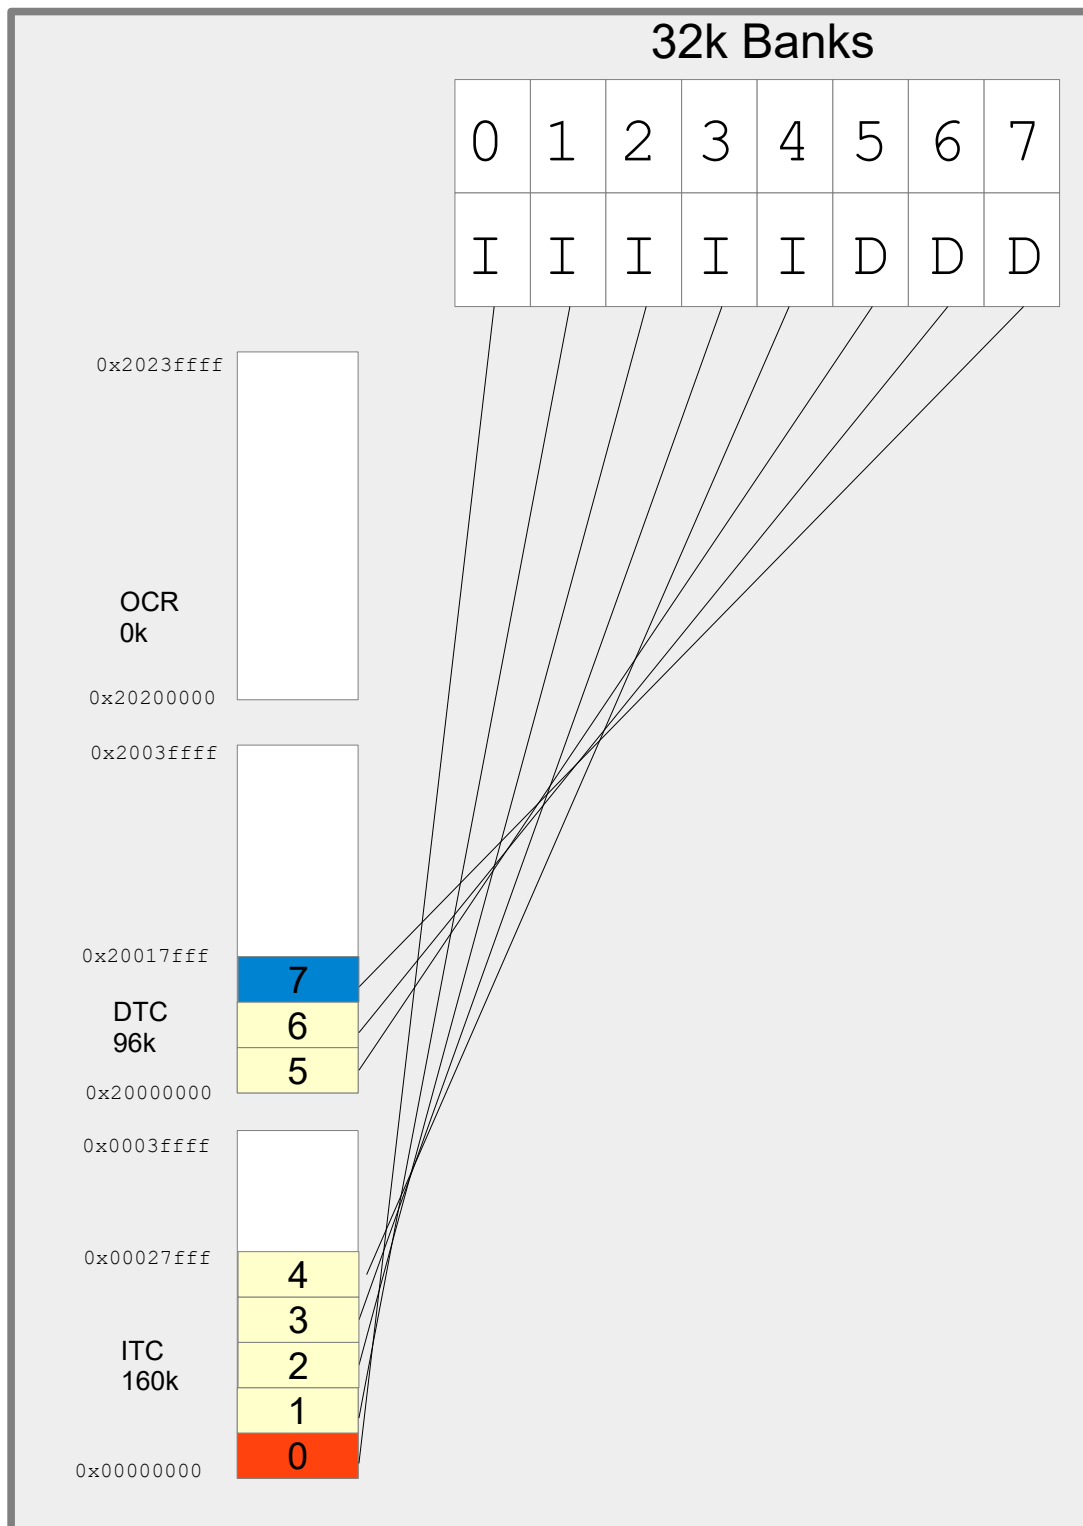 32k Banks
0 1 2 3 4 5 6 7
I I I I I D D D
0x2023ffff
OCR
0k
0x20200000
0x2003ffff
0x20017fff
7
DTC
96k
6
5
0x20000000
0x0003ffff
0x00027fff
4
3
ITC
160k
2
1
0
0x00000000